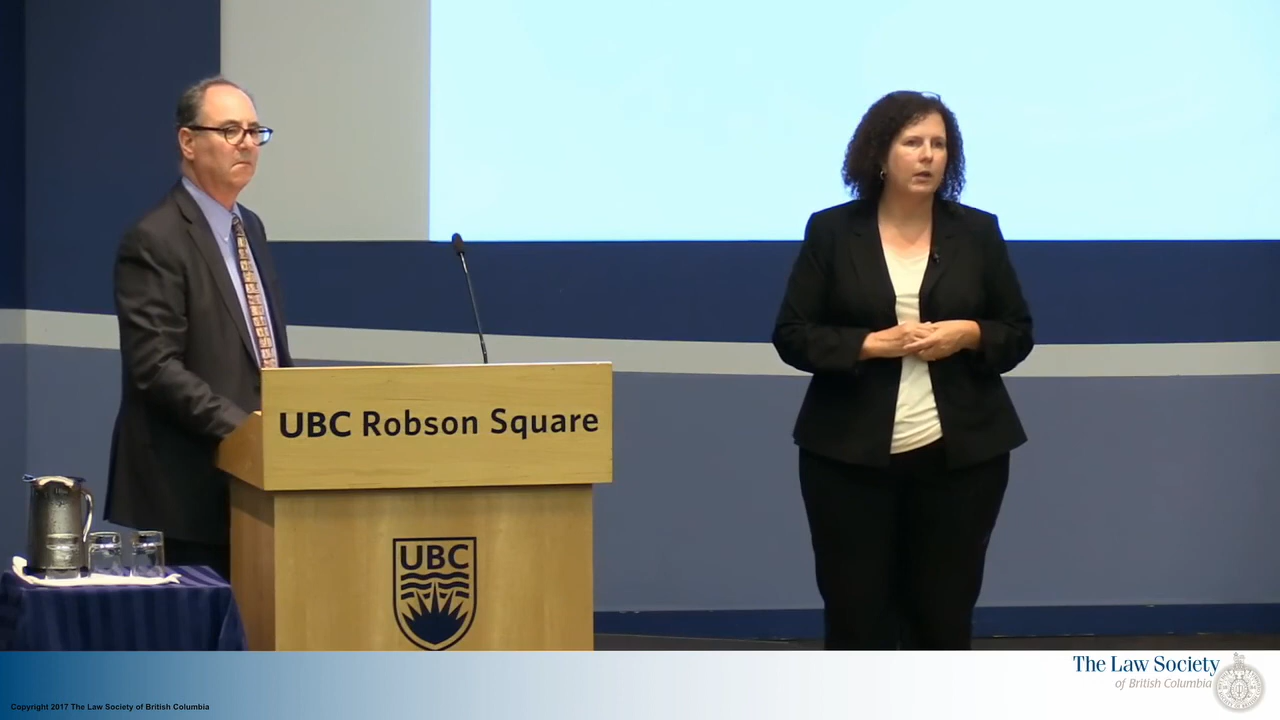 UBC Robson Square
UBC
The Law Society
of British Columbia
Copyright 2017 The Law Society of British Columbia